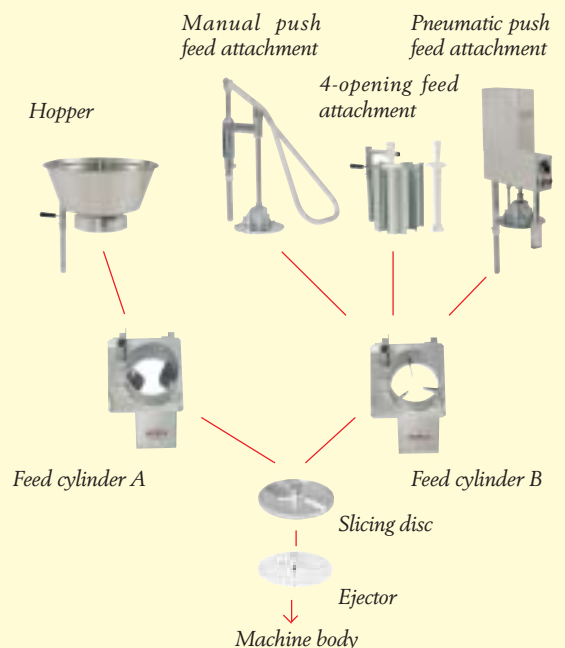 Manual push
feed attachment
Pneumatic push
feed attachment
4-opening feed
attachment
Hopper
Feed cylinder A
Feed cylinder B
Slicing disc
Ejector
Machine body